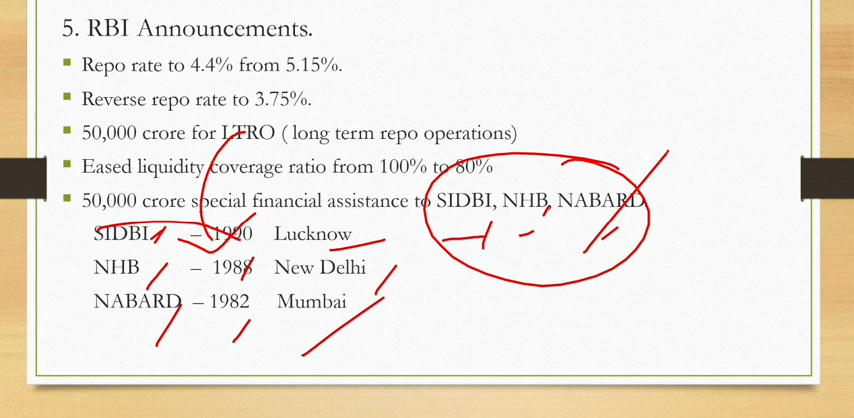 5. RBI Announcements.
Repo rate to 4.4% from 5.15%.
Reverse repo rate to 3.75%.
50,000 crore for LTRO ( long term repo operations)
Eased liquidity coverage ratio from 100% to 80%
50,000 crore special financial assistance to SIDBI, NHB, NABARD
SIDBI – 1990 Lucknow
NHB – 1988 New Delhi
NABARD – 1982 Mumbai